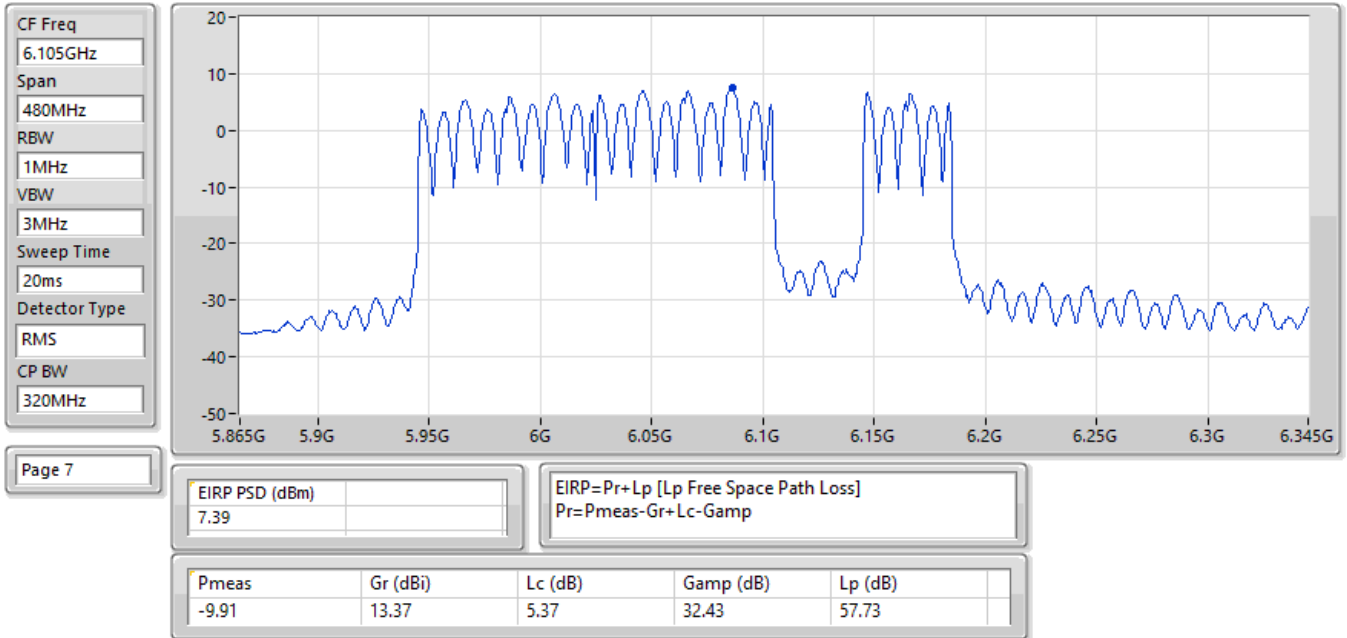 CF Freq
6.105GHz
Span
480MHz
RBW
1MHz
VBW
3MHz
Sweep Time
20ms
Detector Type
RMS
CP BW
320MHz
Page 7
20
10
0
-10
-20
-30
-40
-50
5.865G 5.9G 5.95G 6G 6.05G 6.1G 6.15G 6.2G 6.25G 6.3G 6.345G
EIRP PSD (dBm)
7.39
EIRP=Pr+Lp [Lp Free Space Path Loss]
Pr=Pmeas-Gr+Lc-Gamp
Pmeas Gr (dBi) Lc (dB) Gamp (dB) Lp (dB)
-9.91 13.37 5.37 32.43 57.73